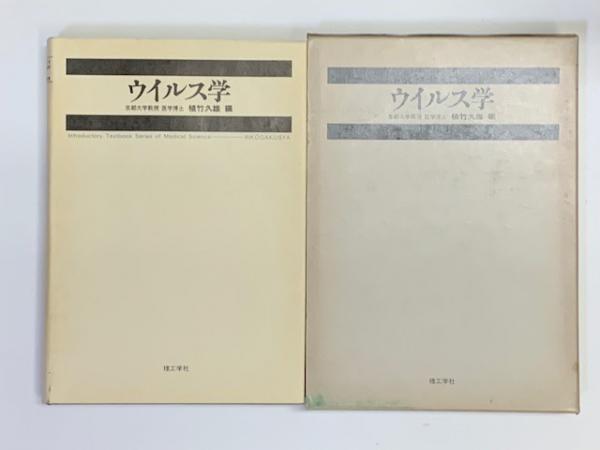 ウイルス学
京都大学教授 医学博士 植竹久雄 編
Introductory Textbook Series of Medical Science RIKOGAKUSYA
理工学社
ウイルス学
京都大学教授 医学博士 植竹久雄 編
理工学社